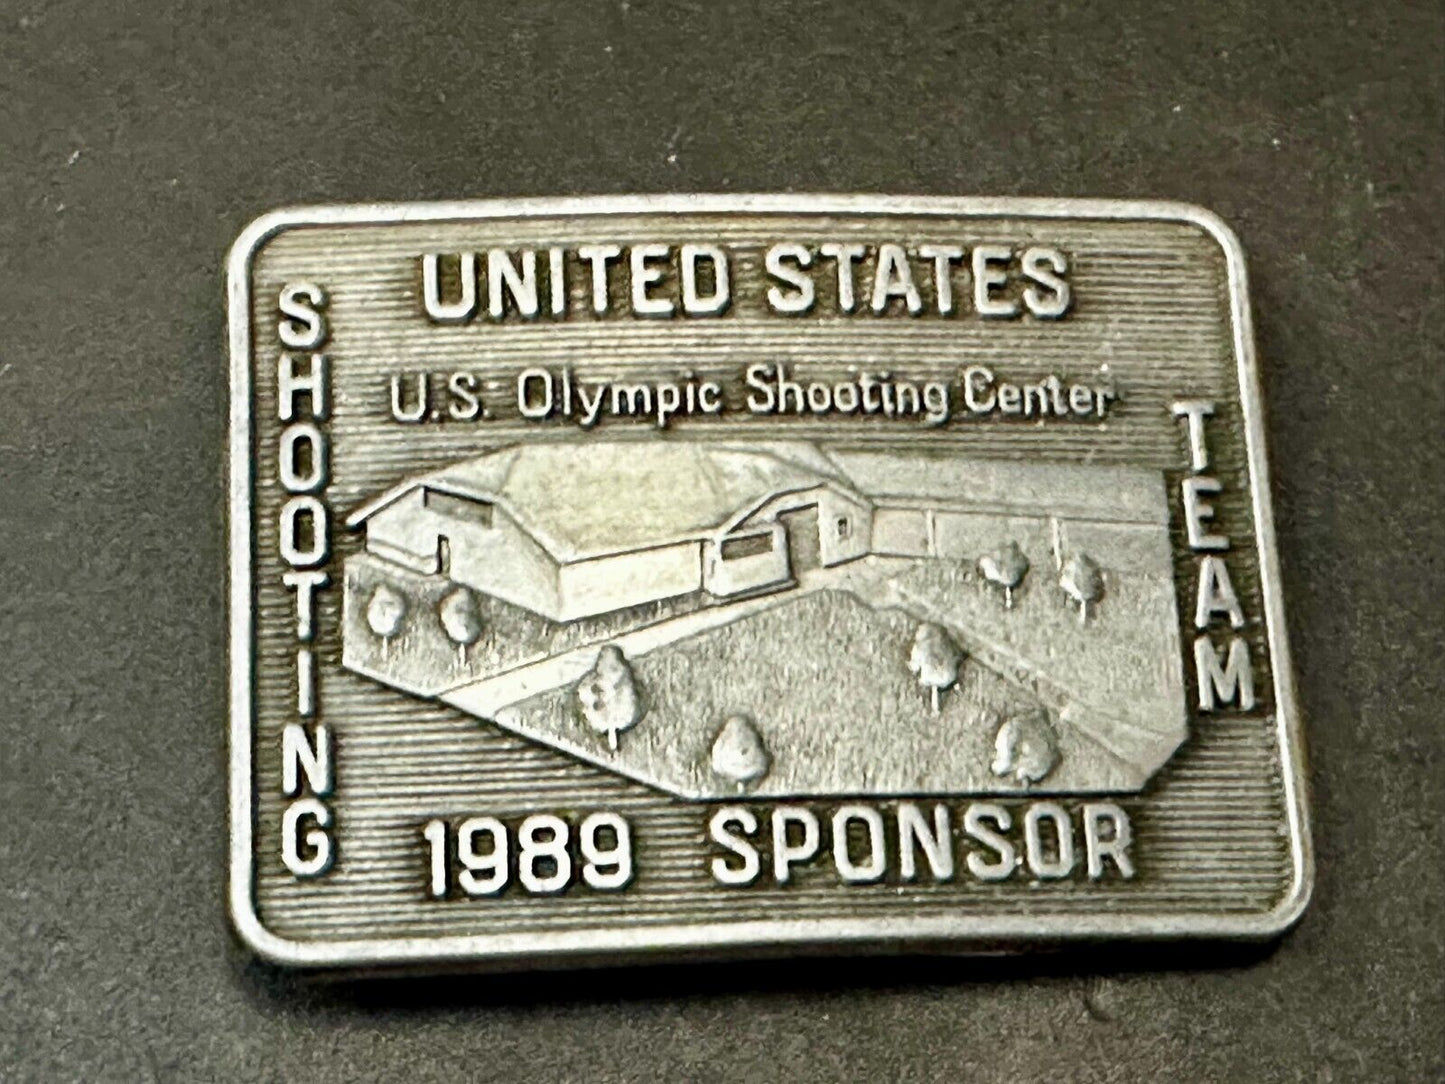 UNITED STATES
SHOOTING
TEAM
U.S. Olympic Shooting Center
1989 SPONSOR